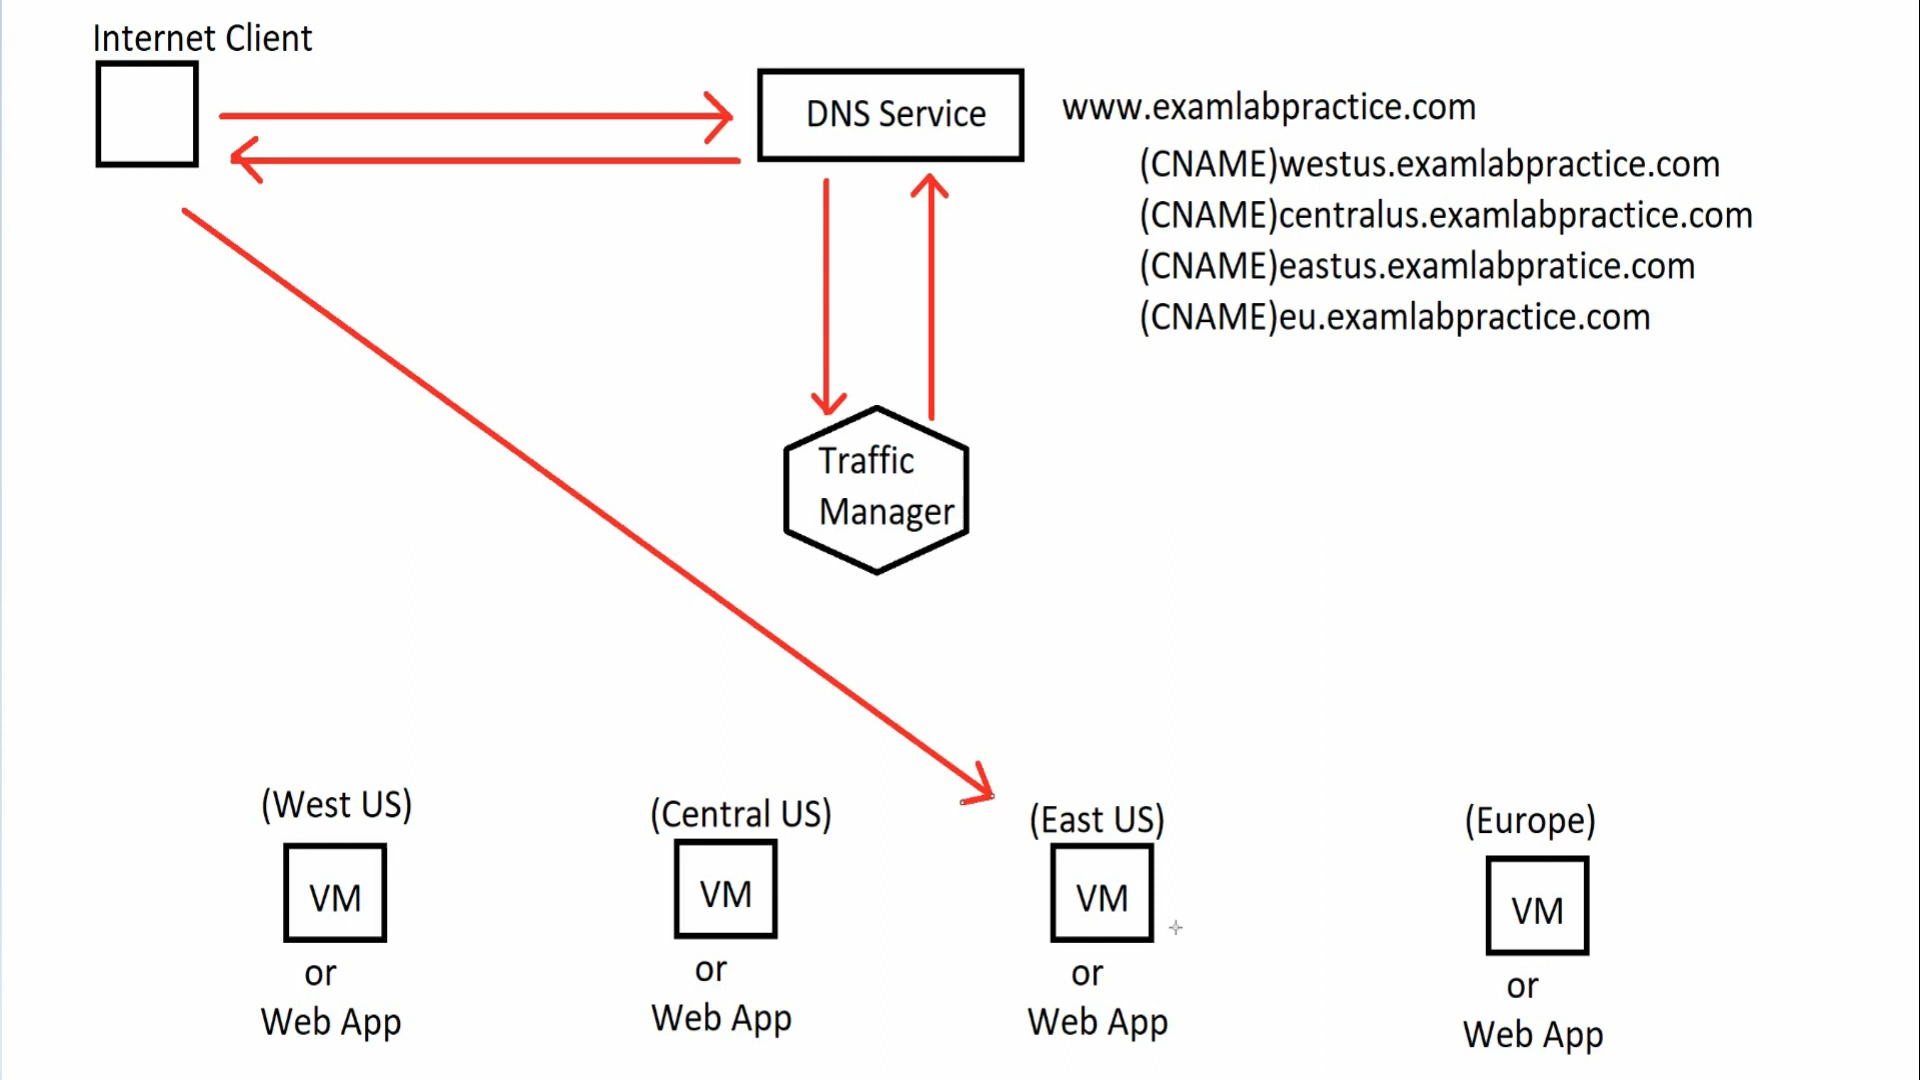 Internet Client
DNS Service
www.examlabpractice.com
(CNAME)westus.examlabpractice.com
(CNAME)centralus.examlabpractice.com
(CNAME)eastus.examlabpratice.com
(CNAME)eu.examlabpractice.com
Traffic
Manager
(West US)
VM
or
Web App
(Central US)
VM
or
Web App
(East US)
VM
or
Web App
(Europe)
VM
or
Web App